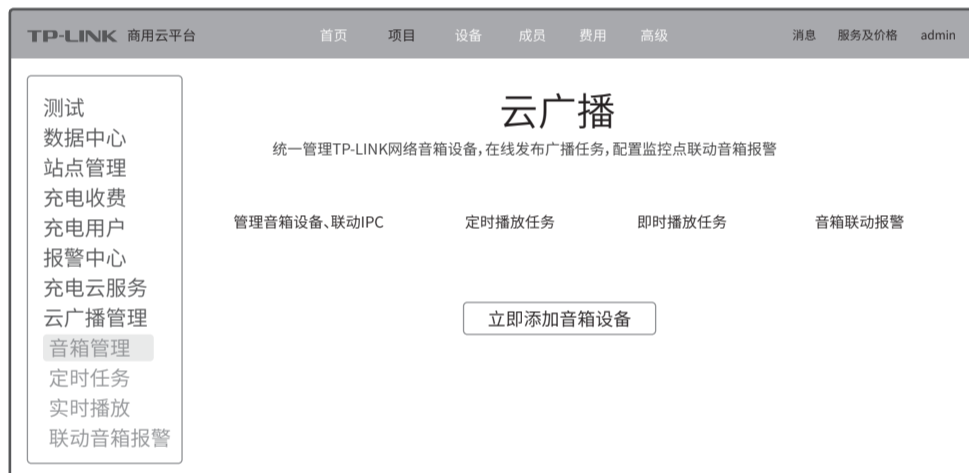 TP-LINK 商用云平台 首页 项目 设备 成员 费用 高级 消息 服务及价格 admin
测试
数据中心
站点管理
充电收费
充电用户
报警中心
充电云服务
云广播管理
音箱管理
定时任务
实时播放
联动音箱报警
云广播
统一管理TP-LINK网络音箱设备,在线发布广播任务,配置监控点联动音箱报警
管理音箱设备、联动IPC 定时播放任务 即时播放任务 音箱联动报警
立即添加音箱设备